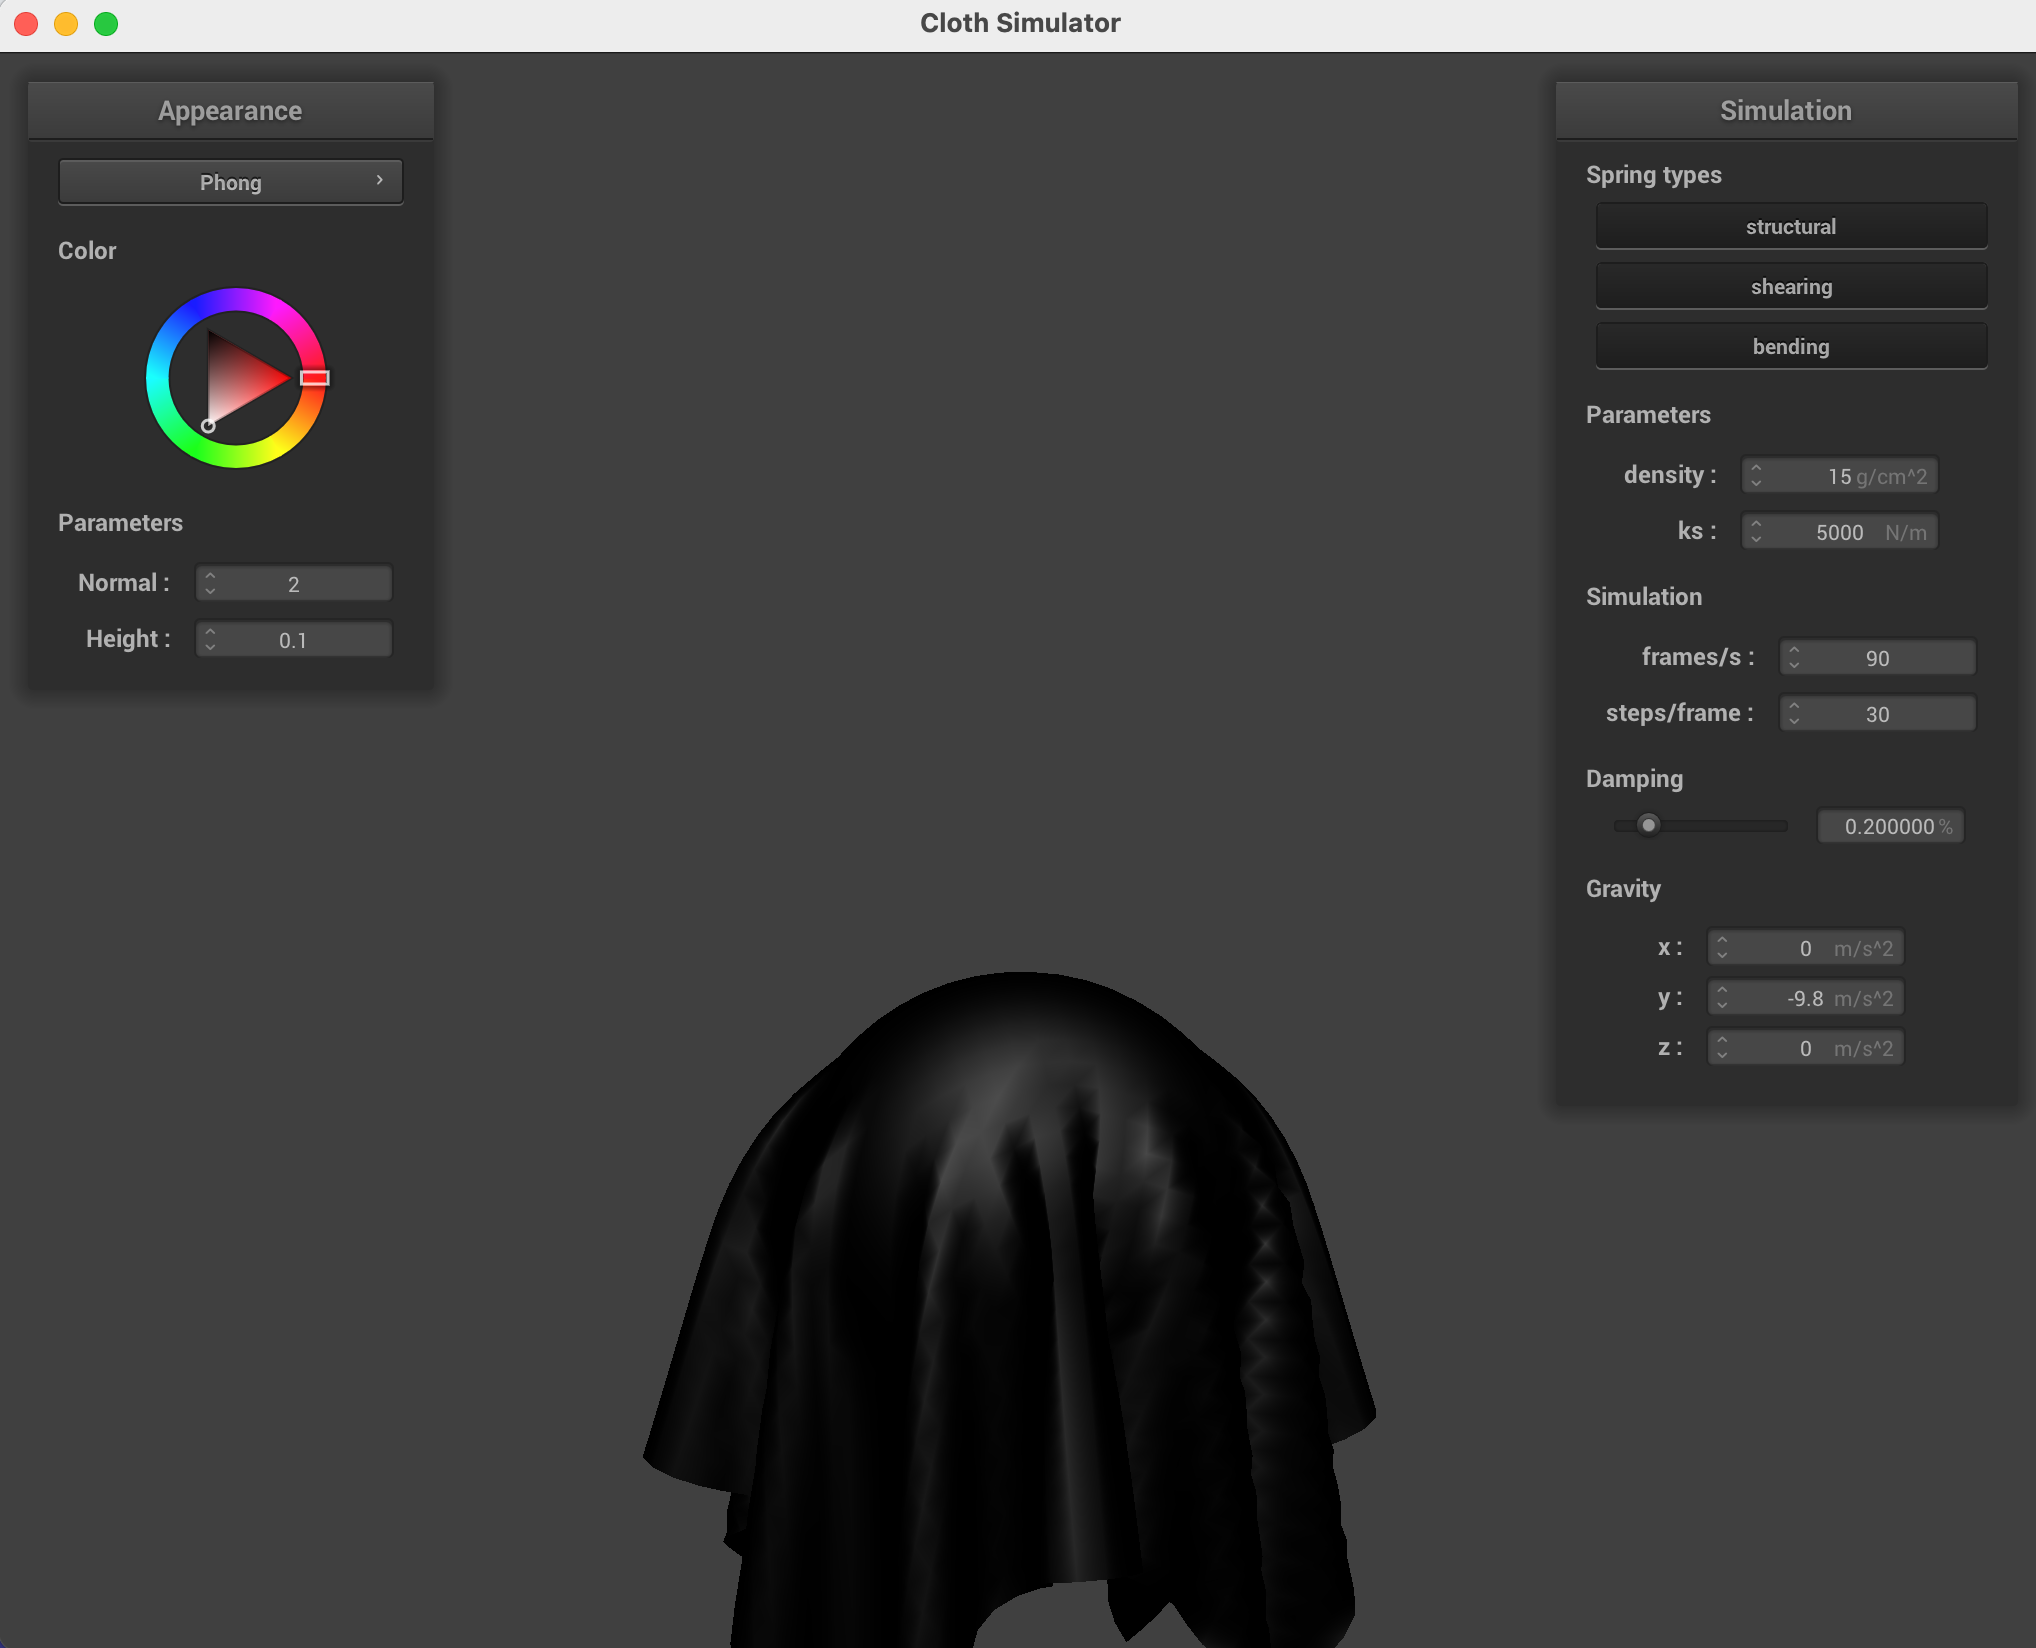 Cloth Simulator
Appearance
Phong ›
Color
Parameters
Normal : 2
Height : 0.1
Simulation
Spring types
structural
shearing
bending
Parameters
density : 15 g/cm^2
ks : 5000 N/m
Simulation
frames/s : 90
steps/frame : 30
Damping
0.200000 %
Gravity
x : 0 m/s^2
y : -9.8 m/s^2
z : 0 m/s^2